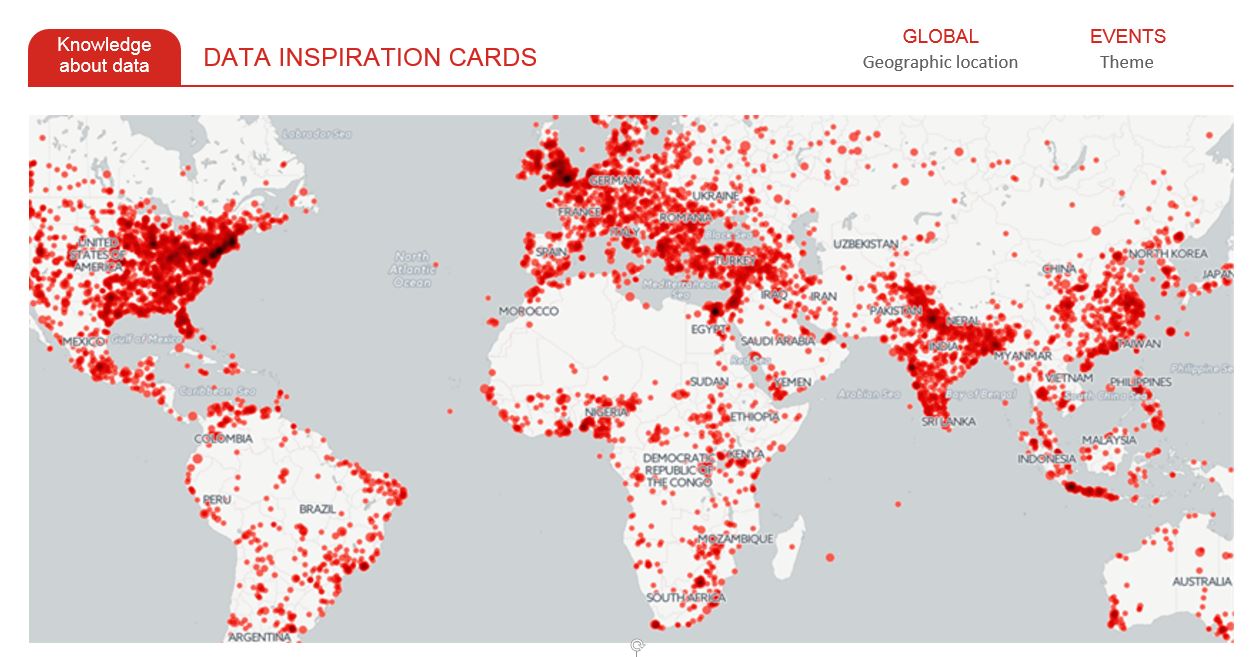 Knowledge
about data
DATA INSPIRATION CARDS
GLOBAL
Geographic location
EVENTS
Theme
Labrador Sea
GERMANY
UKRAINE
FRANCE
ROMANIA
ITALY
Black Sea
UNITED
STATES OF
AMERICA
North
Atlantic
Ocean
SPAIN
TURKEY
UZBEKISTAN
NORTH KOREA
CHINA
JAPAN
Mediterranean
Sea
IRAQ
IRAN
MOROCCO
PAKISTAN
NEPAL
EGYPT
MEXICO
Gulf of Mexico
SAUDI ARABIA
INDIA
TAIWAN
MYANMAR
Red Sea
Philippine Se
SUDAN
YEMEN
VIETNAM
PHILIPPINES
Caribbean Sea
Arabian Sea
Bay of Bengal
South China Sea
NIGERIA
ETHIOPIA
SRI LANKA
COLOMBIA
MALAYSIA
DEMOCRATIC
REPUBLIC OF
THE CONGO
KENYA
INDONESIA
PERU
BRAZIL
MOZAMBIQUE
AUSTRALIA
SOUTH AFRICA
ARGENTINA